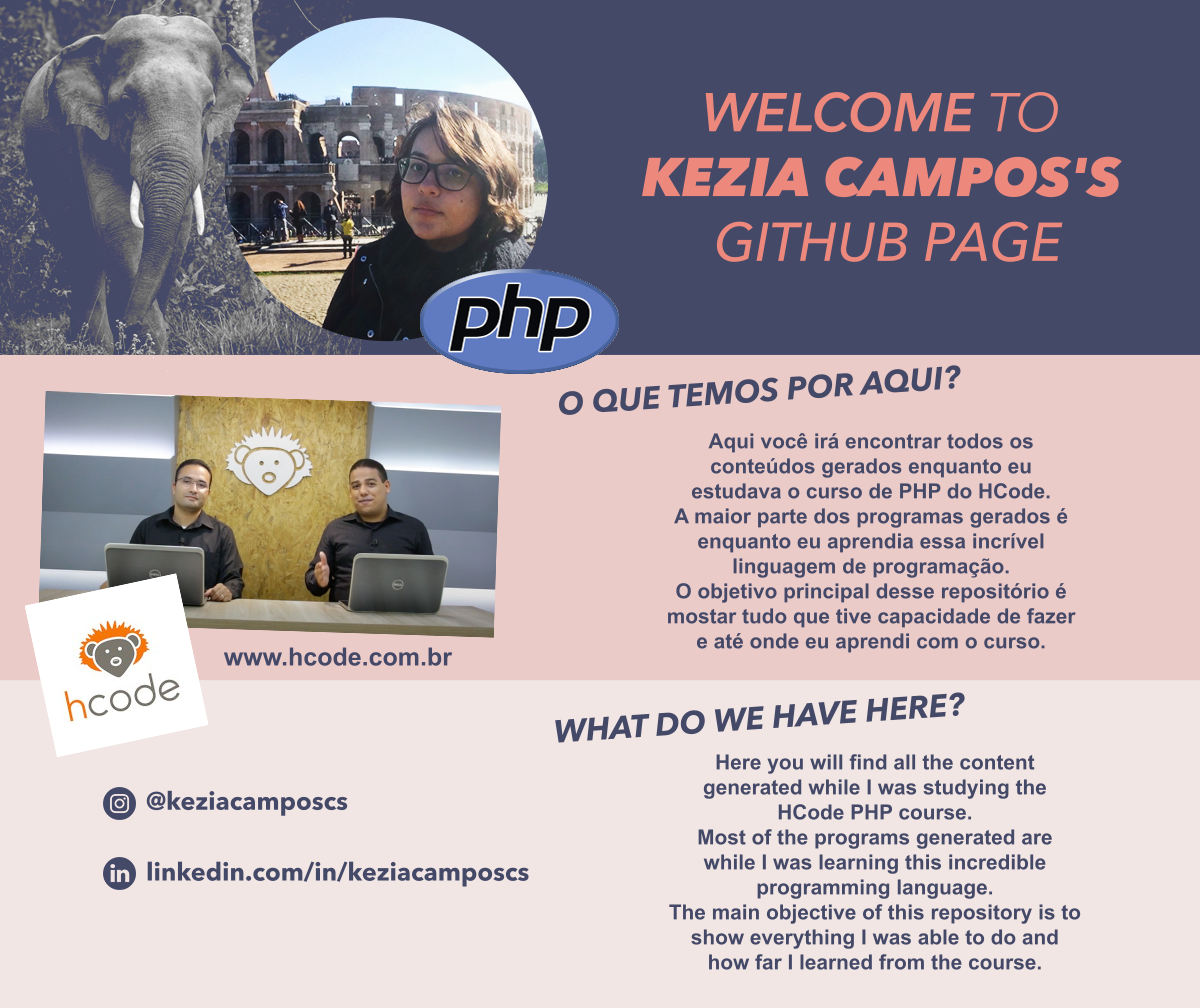 WELCOME TO
KEZIA CAMPOS'S
GITHUB PAGE
php
O QUE TEMOS POR AQUI?
Aqui você irá encontrar todos os
conteúdos gerados enquanto eu
estudava o curso de PHP do HCode.
A maior parte dos programas gerados é
enquanto eu aprendia essa incrível
linguagem de programação.
O objetivo principal desse repositório é
mostar tudo que tive capacidade de fazer
e até onde eu aprendi com o curso.
www.hcode.com.br
hcode
WHAT DO WE HAVE HERE?
Here you will find all the content
generated while I was studying the
HCode PHP course.
Most of the programs generated are
while I was learning this incredible
programming language.
The main objective of this repository is to
show everything I was able to do and
how far I learned from the course.
@keziacamposcs
linkedin.com/in/keziacamposcs